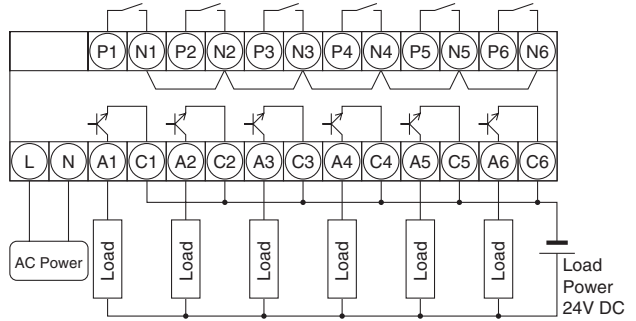 P1 N1 P2 N2 P3 N3 P4 N4 P5 N5 P6 N6
L N A1 C1 A2 C2 A3 C3 A4 C4 A5 C5 A6 C6
AC Power
Load Load Load Load Load Load
Load
Power
24V DC